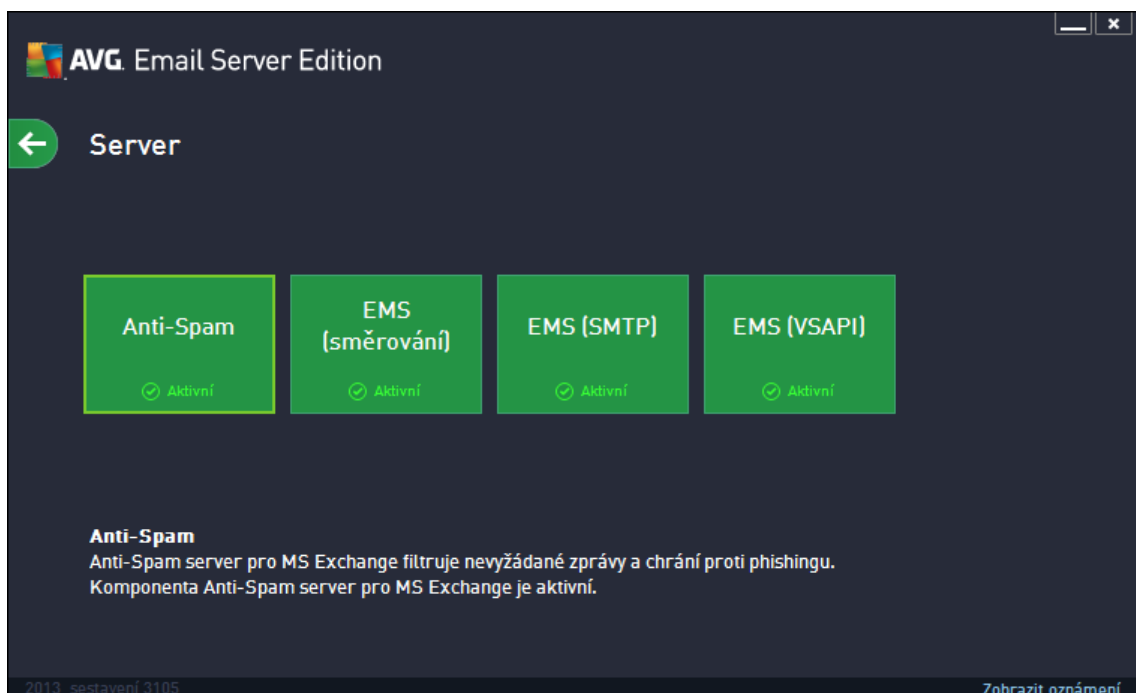 AVG. Email Server Edition
Server
Anti-Spam
Aktivní
EMS
(směrování)
Aktivní
EMS (SMTP)
Aktivní
EMS (VSAPI)
Aktivní
Anti-Spam
Anti-Spam server pro MS Exchange filtruje nevyžádané zprávy a chrání proti phishingu.
Komponenta Anti-Spam server pro MS Exchange je aktivní.
2013 sestavení 3105
Zobrazit oznámení